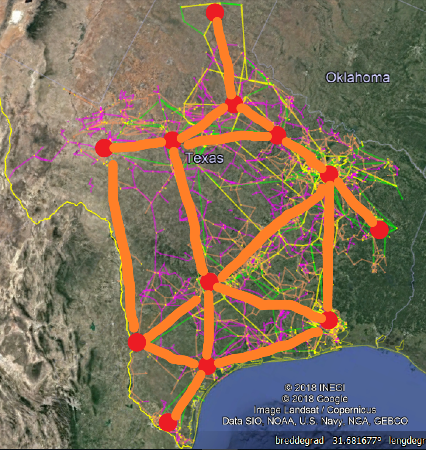 Oklahoma
Texas
© 2018 INEGI
© 2018 Google
Image Landsat / Copernicus
Data SIO, NOAA, U.S. Navy, NGA, GEBCO
breddegrad 31.681677° lengdegr